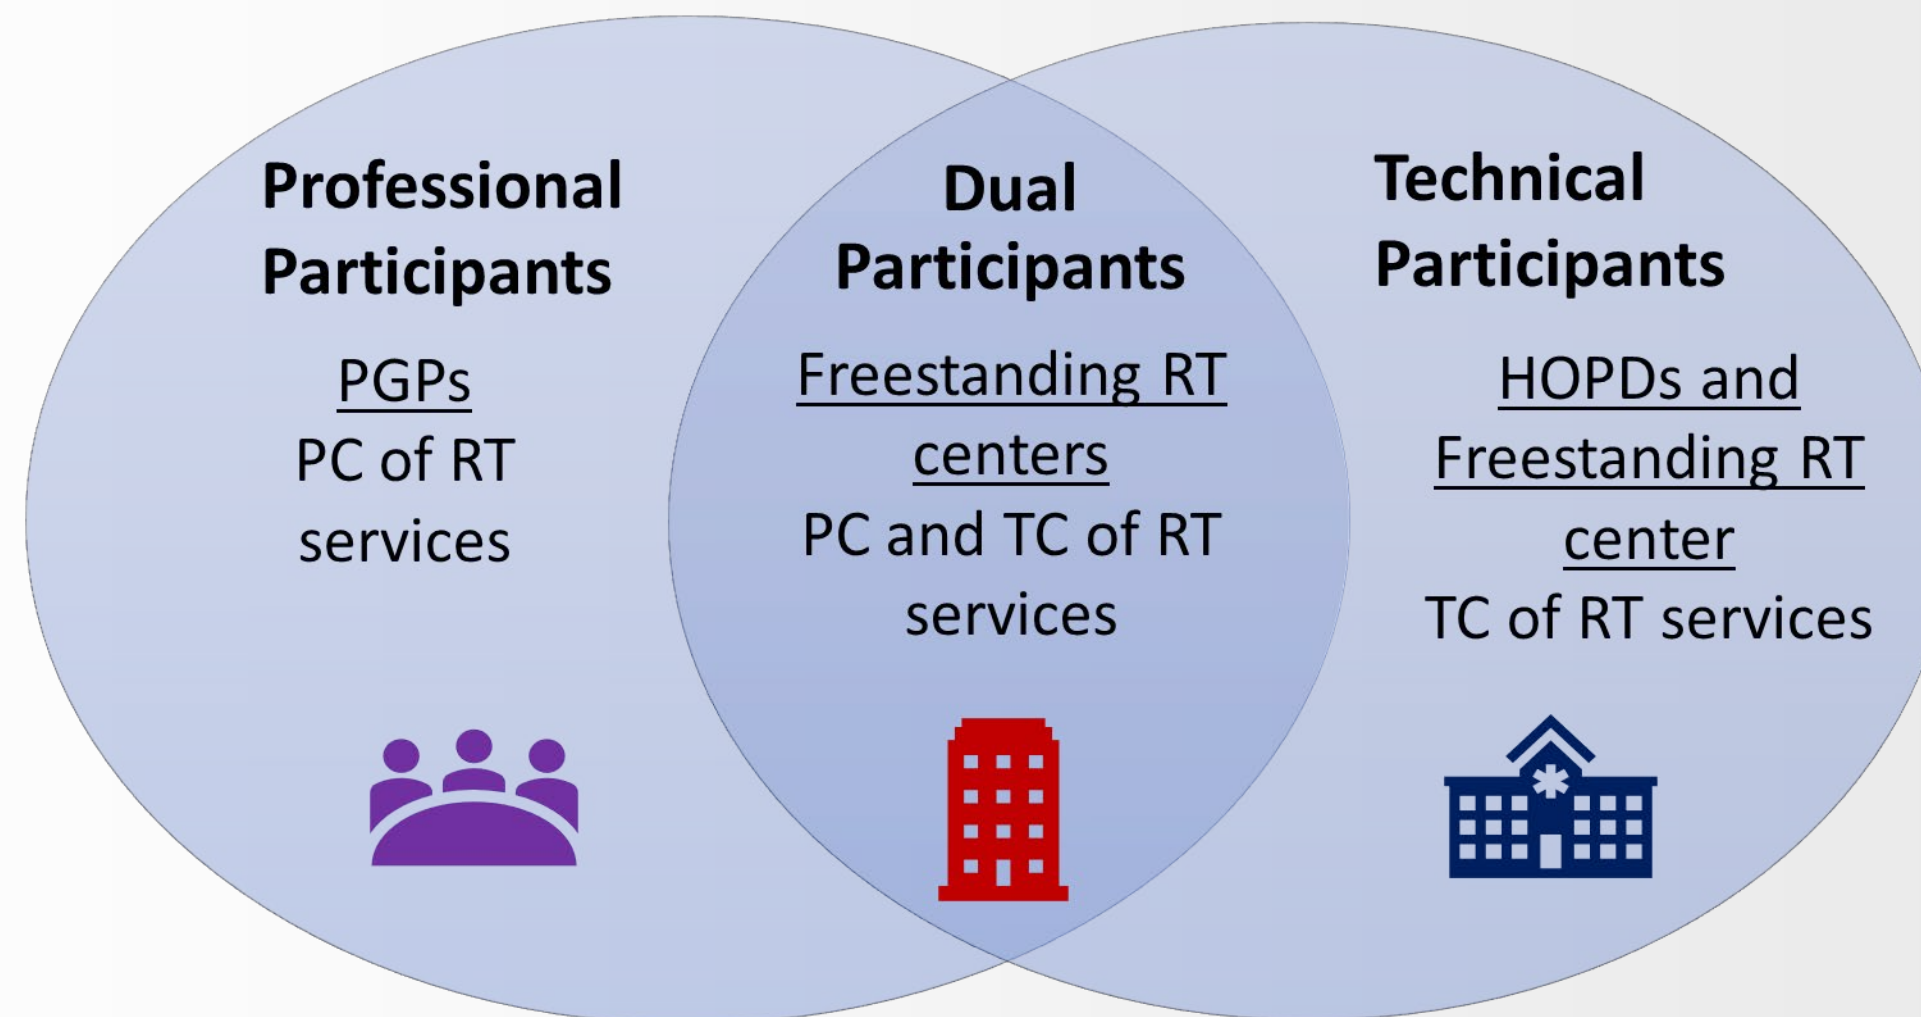 Professional
Participants
PGPs
PC of RT
services
Dual
Participants
Freestanding RT
centers
PC and TC of RT
services
Technical
Participants
HOPDs and
Freestanding RT
center
TC of RT services